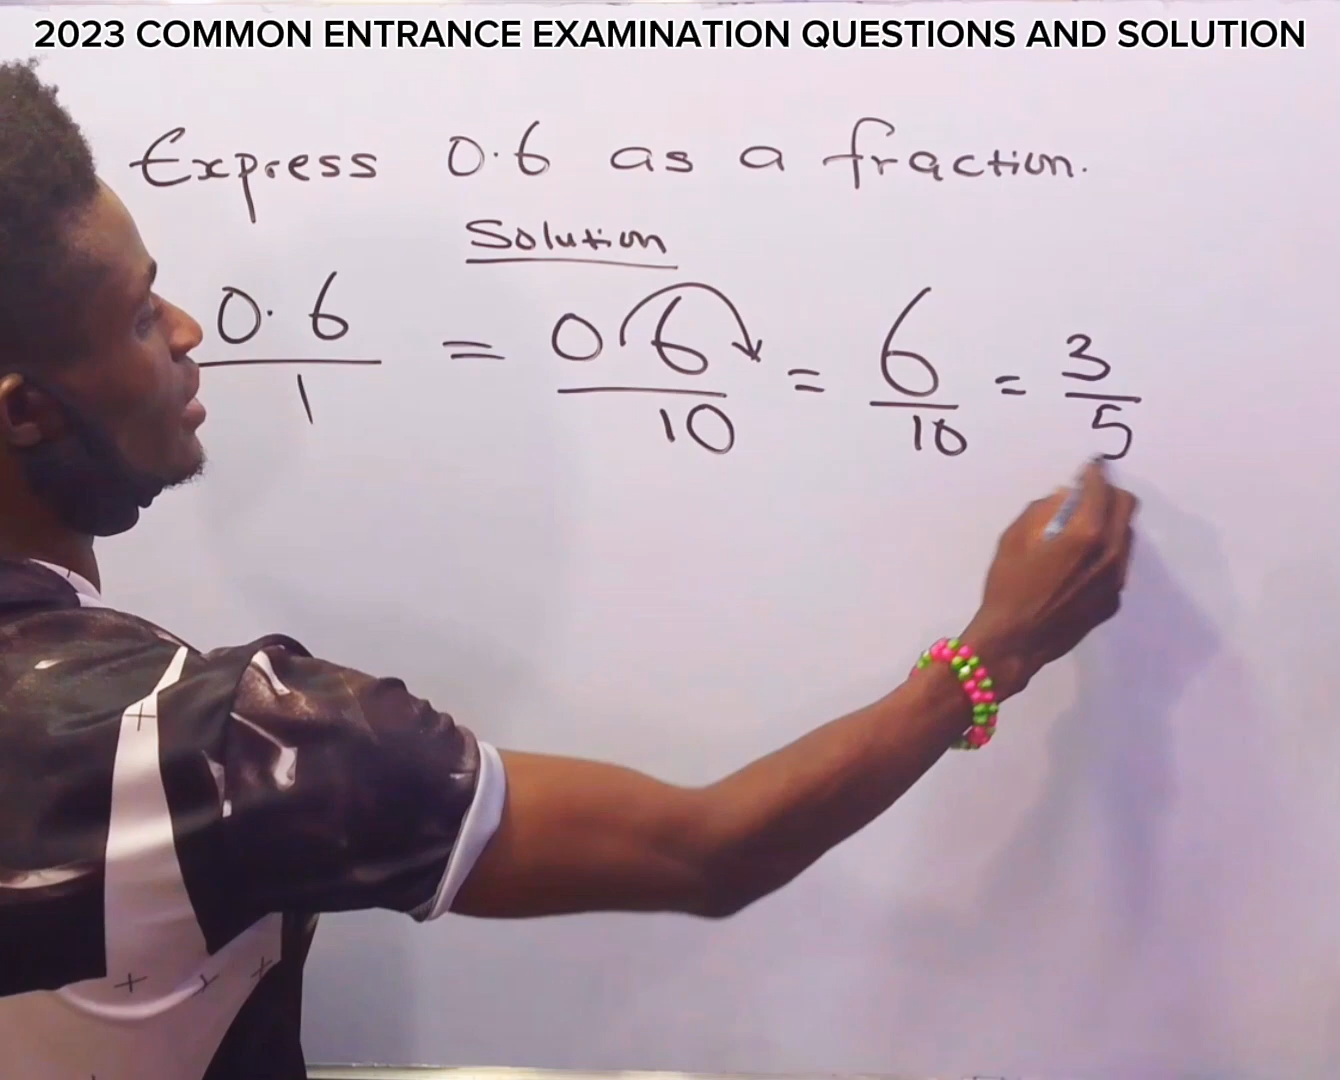 2023 COMMON ENTRANCE EXAMINATION QUESTIONS AND SOLUTION
Express 0.6 as a fraction.
Solution
0.6/1 = 06/10 = 6/10 = 3/5